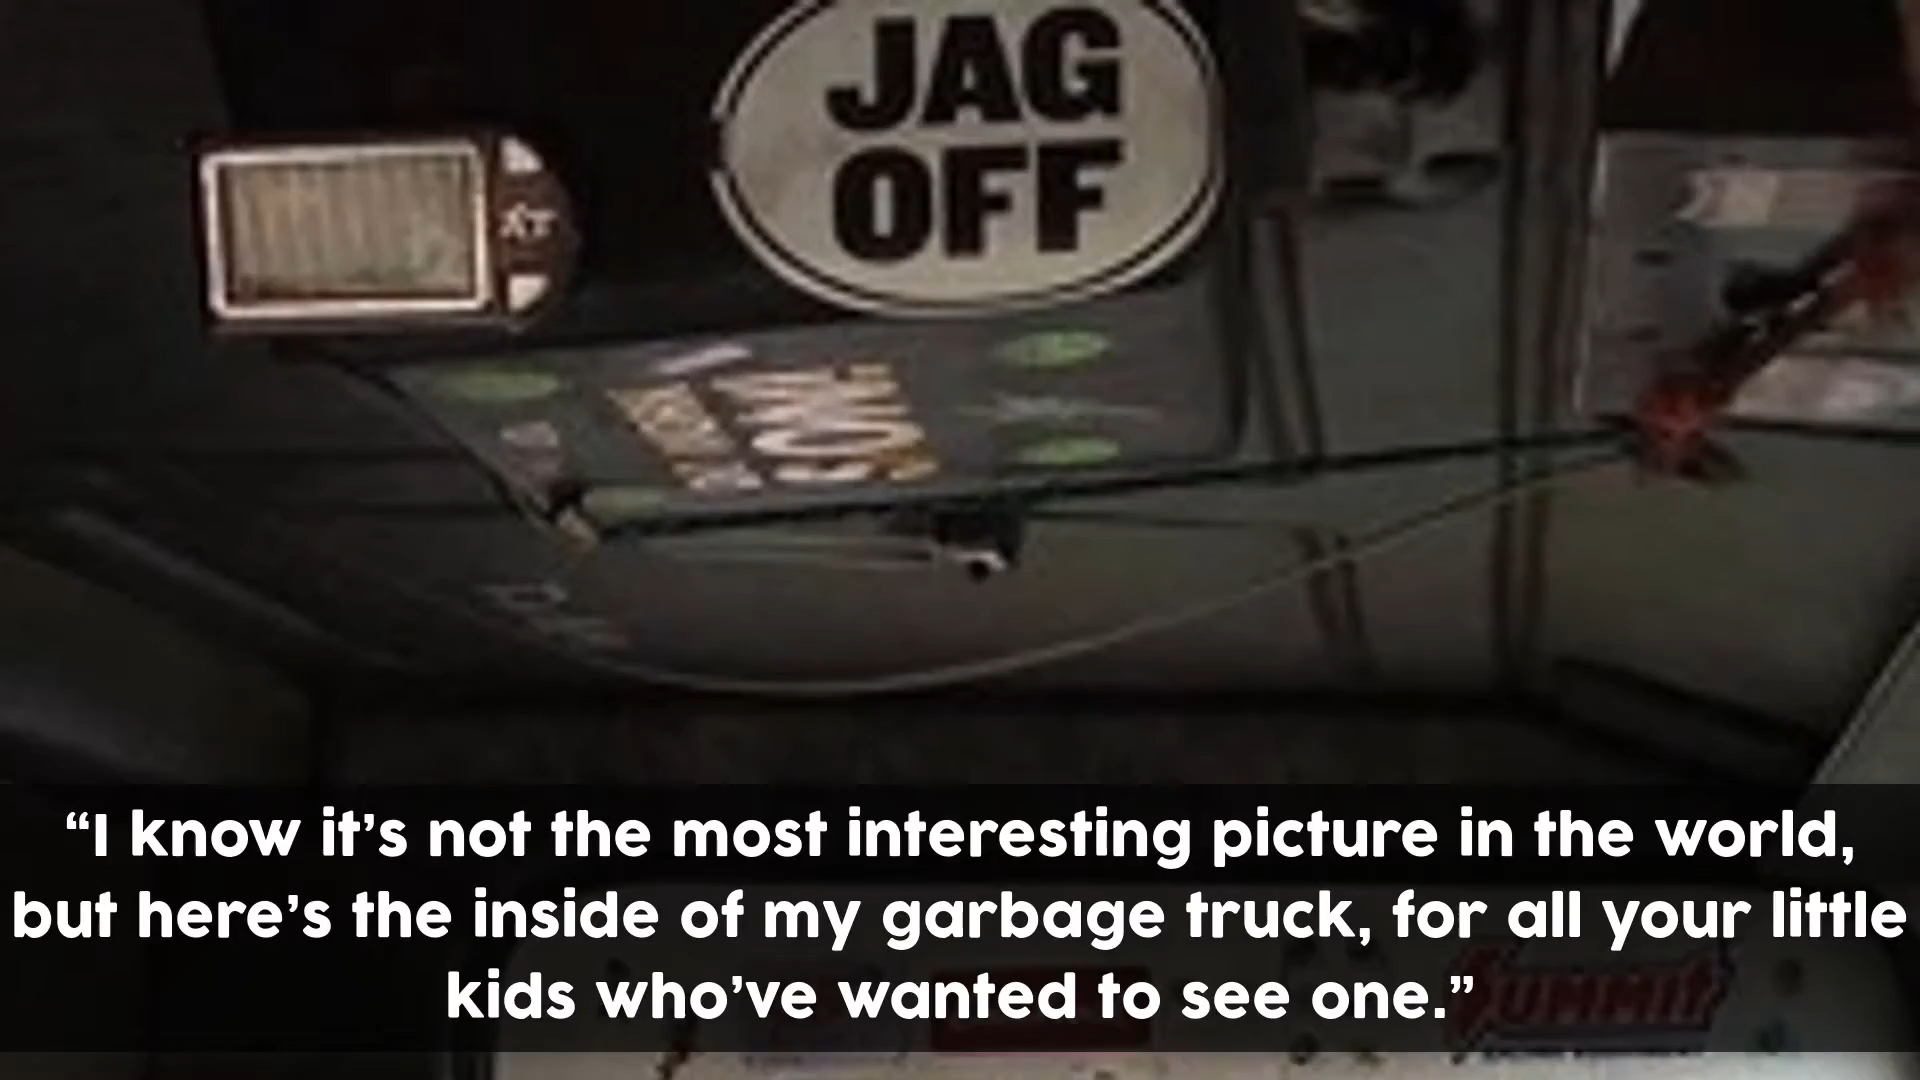 JAG
OFF
XT
“I know it’s not the most interesting picture in the world,
but here’s the inside of my garbage truck, for all your little
kids who’ve wanted to see one.”
SUMMIT